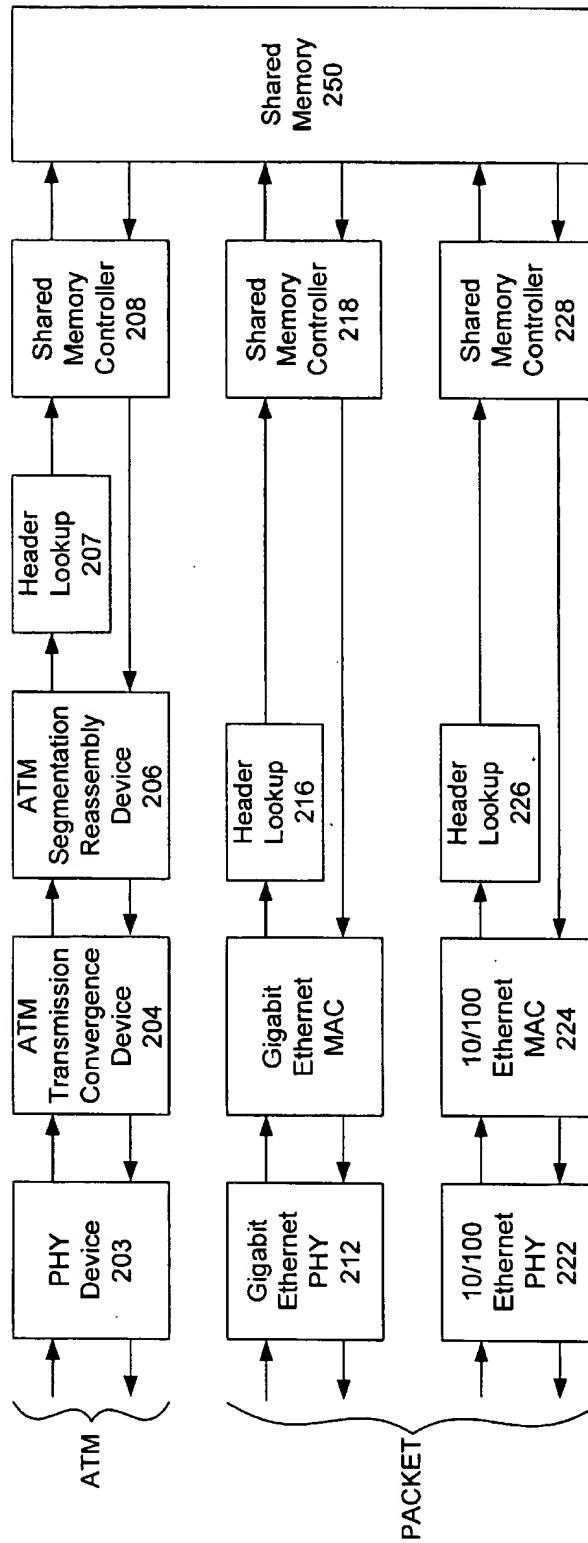 ATM
PHY
Device
203
ATM
Transmission
Convergence
Device
204
ATM
Segmentation
Reassembly
Device
206
Header
Lookup
207
Shared
Memory
Controller
208
Shared
Memory
250
PACKET
Gigabit
Ethernet
PHY
212
Gigabit
Ethernet
MAC
Header
Lookup
216
Shared
Memory
Controller
218
10/100
Ethernet
PHY
222
10/100
Ethernet
MAC
224
Header
Lookup
226
Shared
Memory
Controller
228